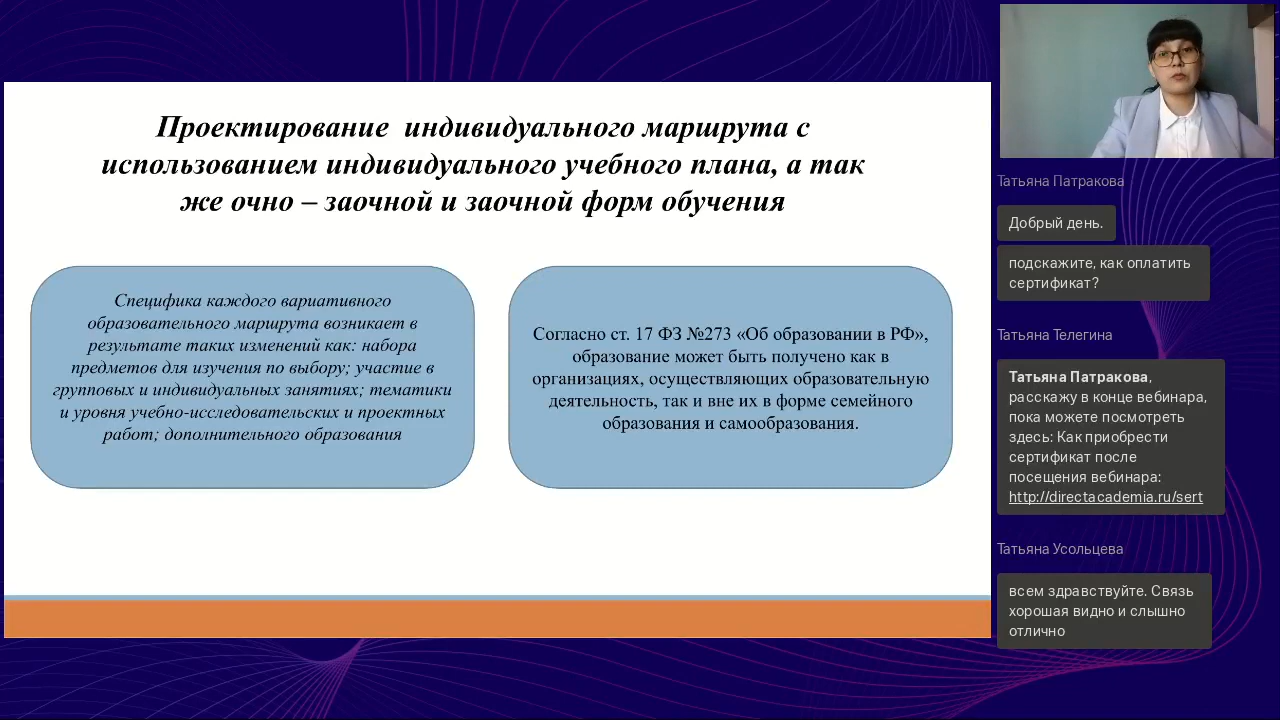 Проектирование индивидуального маршрута с
использованием индивидуального учебного плана, а так
же очно – заочной и заочной форм обучения
Специфика каждого вариативного
образовательного маршрута возникает в
результате таких изменений как: набора
предметов для изучения по выбору; участие в
групповых и индивидуальных занятиях; тематики
и уровня учебно-исследовательских и проектных
работ; дополнительного образования
Согласно ст. 17 ФЗ №273 «Об образовании в РФ»,
образование может быть получено как в
организациях, осуществляющих образовательную
деятельность, так и вне их в форме семейного
образования и самообразования.
Татьяна Патракова
Добрый день.
подскажите, как оплатить
сертификат?
Татьяна Телегина
Татьяна Патракова,
расскажу в конце вебинара,
пока можете посмотреть
здесь: Как приобрести
сертификат после
посещения вебинара:
http://directacademia.ru/sert
Татьяна Усольцева
всем здравствуйте. Связь
хорошая видно и слышно
отлично